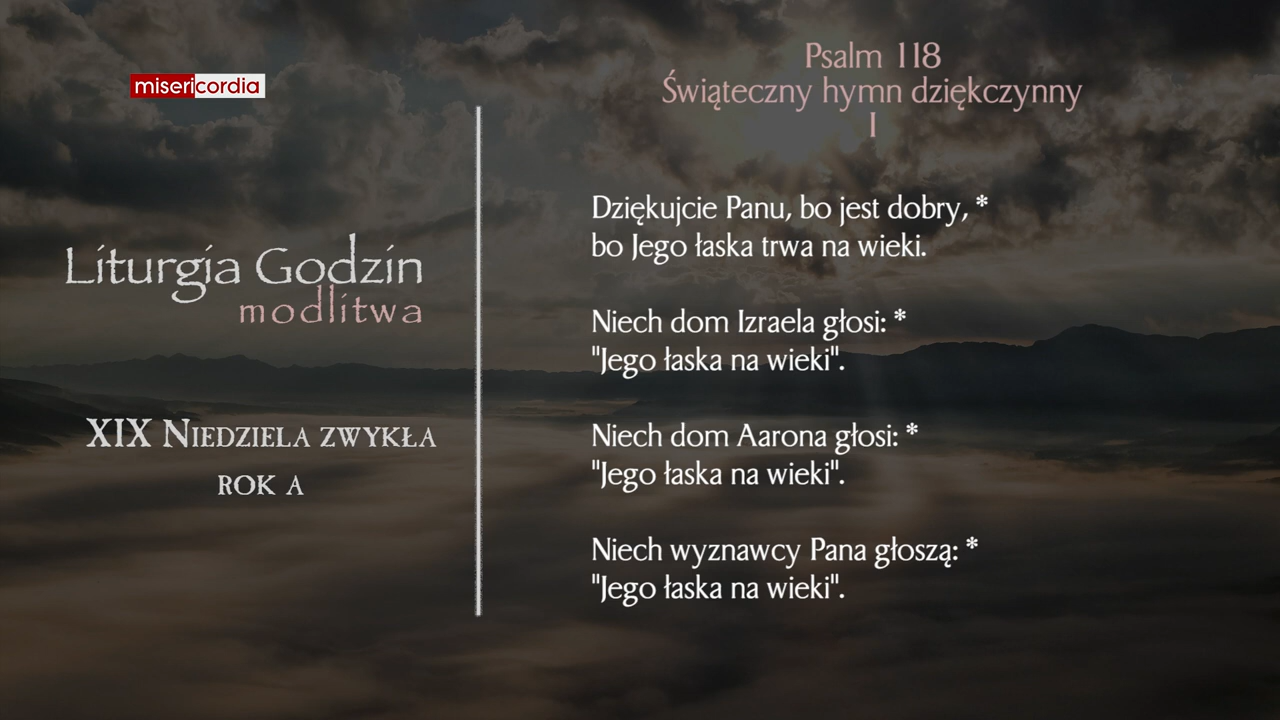 misericordia
Liturgia Godzin
modlitwa
XIX Niedziela zwykła
rok A
Psalm 118
Świąteczny hymn dziękczynny
I
Dziękujcie Panu, bo jest dobry, *
bo Jego łaska trwa na wieki.
Niech dom Izraela głosi: *
"Jego łaska na wieki".
Niech dom Aarona głosi: *
"Jego łaska na wieki".
Niech wyznawcy Pana głoszą: *
"Jego łaska na wieki".